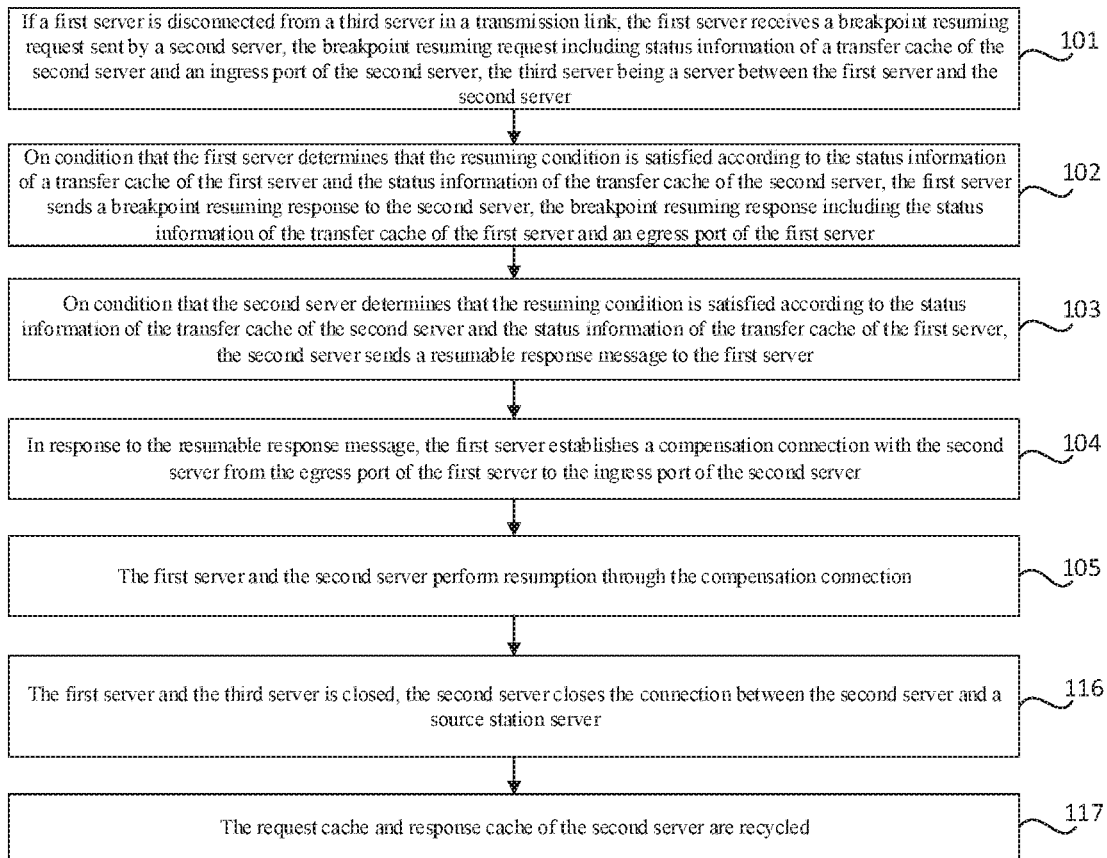 If a first server is disconnected from a third server in a transmission link, the first server receives a breakpoint resuming
request sent by a second server, the breakpoint resuming request including status information of a transfer cache of the
second server and an ingress port of the second server, the third server being a server between the first server and the
second server
101
On condition that the first server determines that the resuming condition is satisfied according to the status information
of a transfer cache of the first server and the status information of the transfer cache of the second server, the first server
sends a breakpoint resuming response to the second server, the breakpoint resuming response including the status
information of the transfer cache of the first server and an egress port of the first server
102
On condition that the second server determines that the resuming condition is satisfied according to the status
information of the transfer cache of the second server and the status information of the transfer cache of the first server,
the second server sends a resumable response message to the first server
103
In response to the resumable response message, the first server establishes a compensation connection with the second
server from the egress port of the first server to the ingress port of the second server
104
The first server and the second server perform resumption through the compensation connection
105
The first server and the third server is closed, the second server closes the connection between the second server and a
source station server
116
The request cache and response cache of the second server are recycled
117